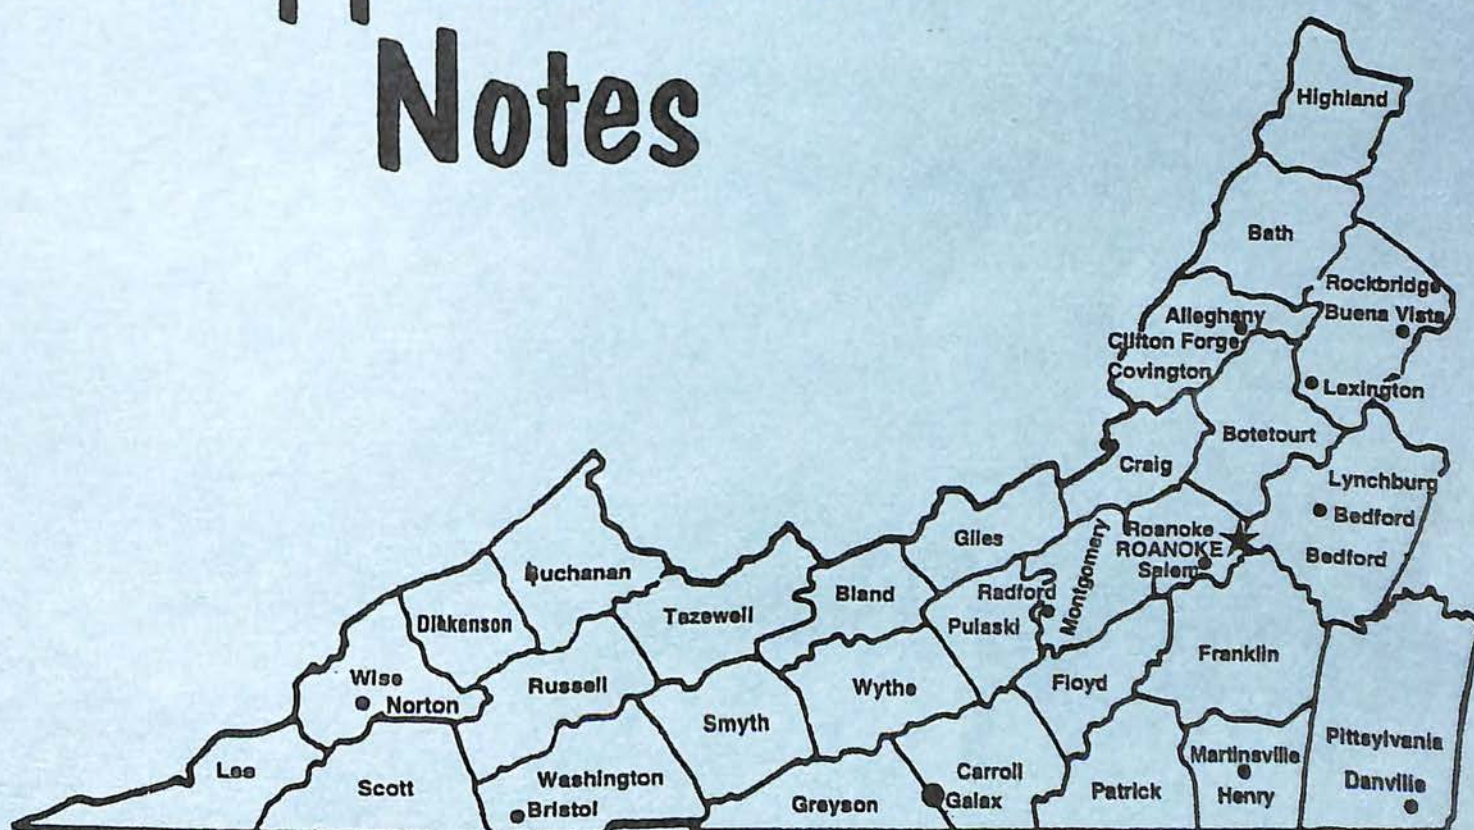 Notes
Highland
Bath
Rockbridge
Alleghany
Buena Vista
Clifton Forge
Covington
Lexington
Botetourt
Craig
Lynchburg
Bedford
Bedford
Giles
Roanoke
ROANOKE
Salem
Montgomery
Radford
Pulaski
Bland
Buchanan
Tazewell
Dickenson
Franklin
Floyd
Wythe
Russell
Wise
Norton
Smyth
Pittsylvania
Danville
Martinsville
Henry
Patrick
Carroll
Galax
Grayson
Washington
Bristol
Scott
Lee